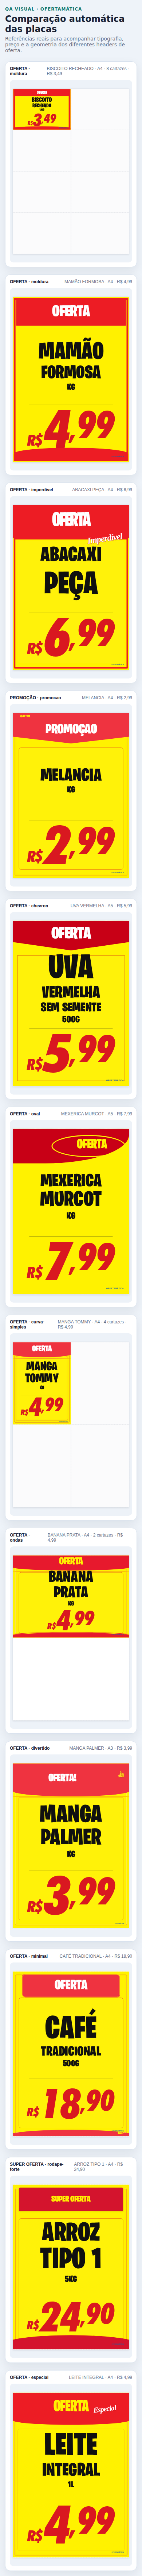 QA VISUAL · OFERTAMÁTICA
Comparação automática
das placas
Referências reais para acompanhar tipografia,
preço e a geometria dos diferentes headers de
oferta.
OFERTA · moldura
BISCOITO RECHEADO · A4 · 8 cartazes · R$ 3,49
OFERTA
BISCOITO
RECHEADO
R$3,49
OFERTA · moldura
MAMÃO FORMOSA · A4 · R$ 4,99
OFERTA
MAMÃO
FORMOSA
KG
R$4,99
OFERTA · imperdivel
ABACAXI PEÇA · A4 · R$ 6,99
OFERTA
Imperdível
ABACAXI
PEÇA
R$6,99
PROMOÇÃO · promocao
MELANCIA · A4 · R$ 2,99
PROMOÇÃO
MELANCIA
KG
R$2,99
OFERTA · chevron
UVA VERMELHA · A5 · R$ 5,99
OFERTA
UVA
VERMELHA
SEM SEMENTE
500G
R$5,99
OFERTA · oval
MEXERICA MURCOT · A5 · R$ 7,99
OFERTA
MEXERICA
MURCOT
KG
R$7,99
OFERTA · curva-simples
MANGA TOMMY · A4 · 4 cartazes · R$ 4,99
OFERTA
MANGA
TOMMY
KG
R$4,99
OFERTA · ondas
BANANA PRATA · A4 · 2 cartazes · R$ 4,99
OFERTA
BANANA
PRATA
KG
R$4,99
OFERTA · divertido
MANGA PALMER · A3 · R$ 3,99
OFERTA!
MANGA
PALMER
KG
R$3,99
OFERTA · minimal
CAFÉ TRADICIONAL · A4 · R$ 18,90
OFERTA
CAFÉ
TRADICIONAL
500G
R$18,90
SUPER OFERTA · rodape-forte
ARROZ TIPO 1 · A4 · R$ 24,90
SUPER OFERTA
ARROZ
TIPO 1
5KG
R$24,90
OFERTA · especial
LEITE INTEGRAL · A4 · R$ 4,99
OFERTA
Especial
LEITE
INTEGRAL
1L
R$4,99